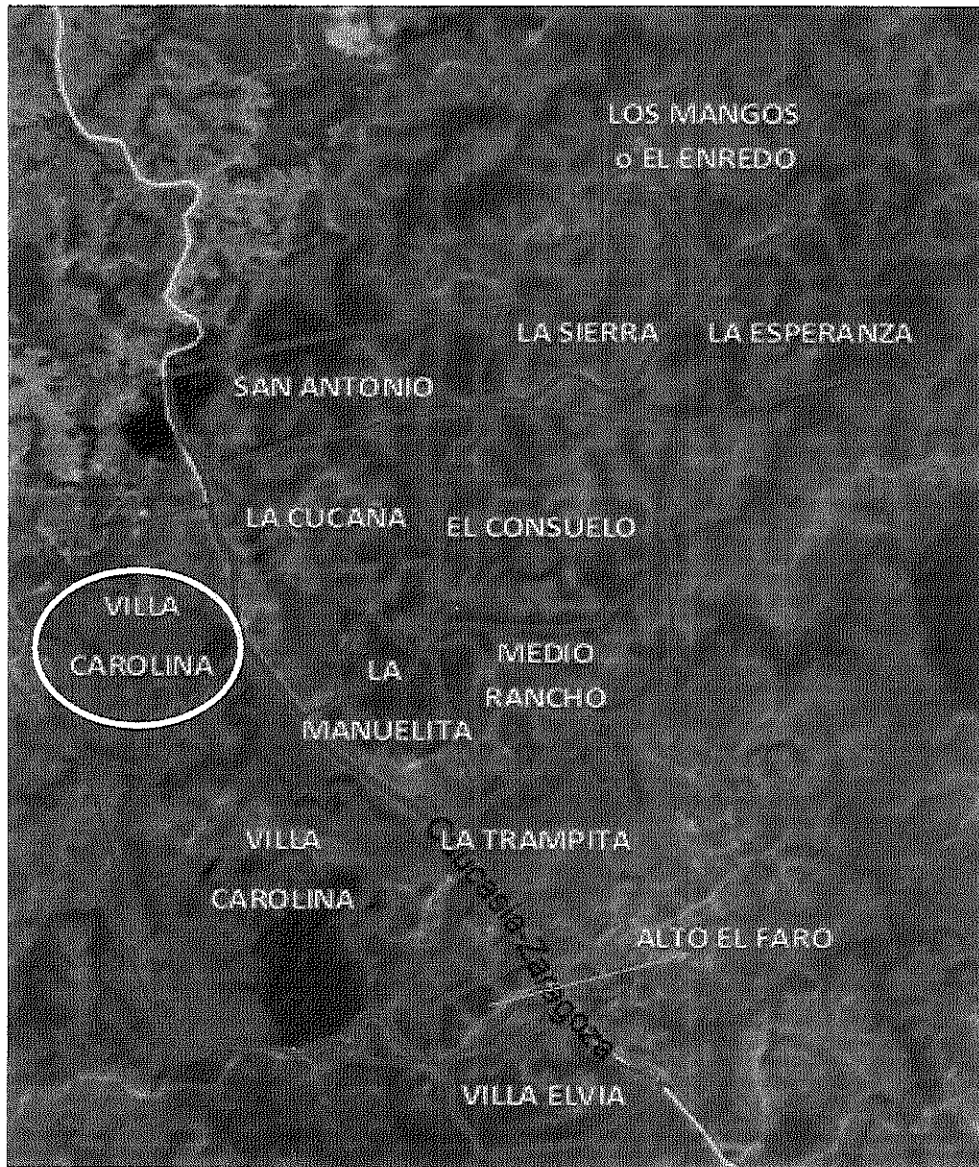 LOS MANGOS
o EL ENREDO
LA SIERRA
LA ESPERANZA
SAN ANTONIO
LA CUCANA
EL CONSUELO
VILLA
CAROLINA
MEDIO
RANCHO
LA
MANUELITA
VILLA
CAROLINA
LA TRAMPITA
Caucasia-Zaragoza
ALTO EL FARO
VILLA ELVIA